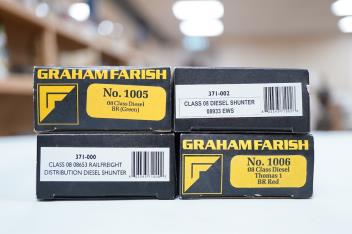 GRAHAM FARISH
No. 1005
08 Class Diesel
BR (Green)
371-002
CLASS 08 DIESEL SHUNTER
08933 EWS
371-000
CLASS 08 08653 RAILFREIGHT
DISTRIBUTION DIESEL SHUNTER
GRAHAM FARISH
No. 1006
08 Class Diesel
Thomas 1
BR Red